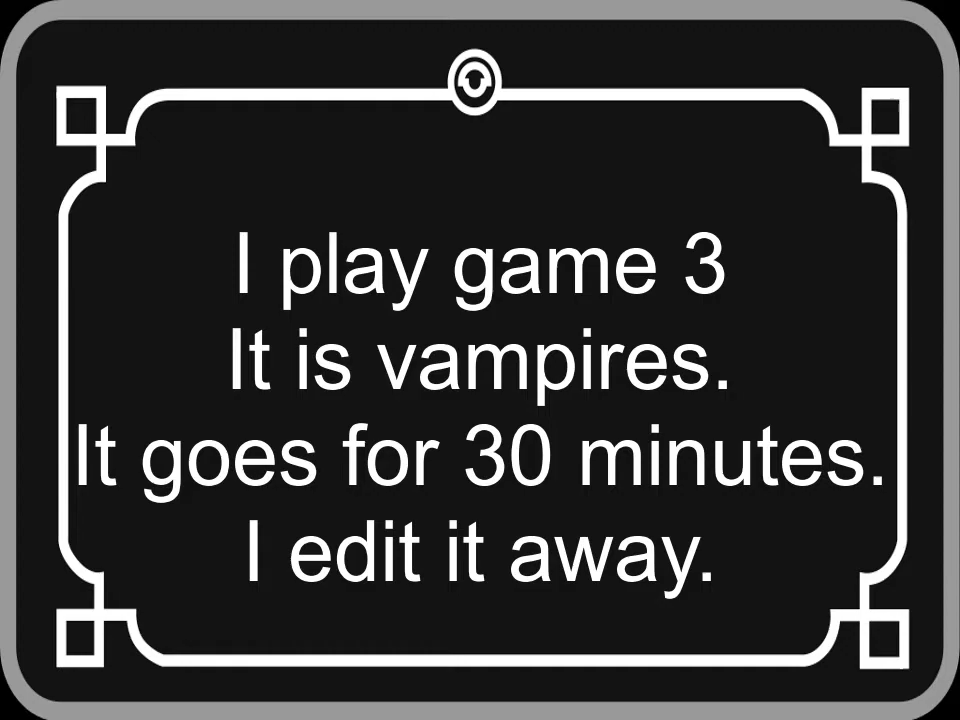 I play game 3
It is vampires.
It goes for 30 minutes.
I edit it away.